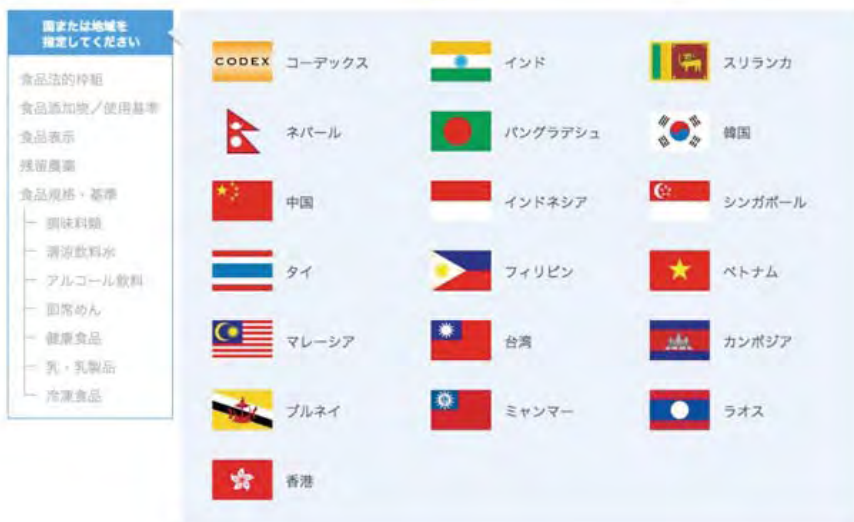 国または地域を
指定してください
食品法的枠組
食品添加物／使用基準
食品表示
残留農薬
食品規格・基準
調味料類
清涼飲料水
アルコール飲料
即席めん
健康食品
乳・乳製品
冷凍食品
CODEX コーデックス
インド
スリランカ
ネパール
バングラデシュ
韓国
中国
インドネシア
シンガポール
タイ
フィリピン
ベトナム
マレーシア
台湾
カンボジア
ブルネイ
ミャンマー
ラオス
香港